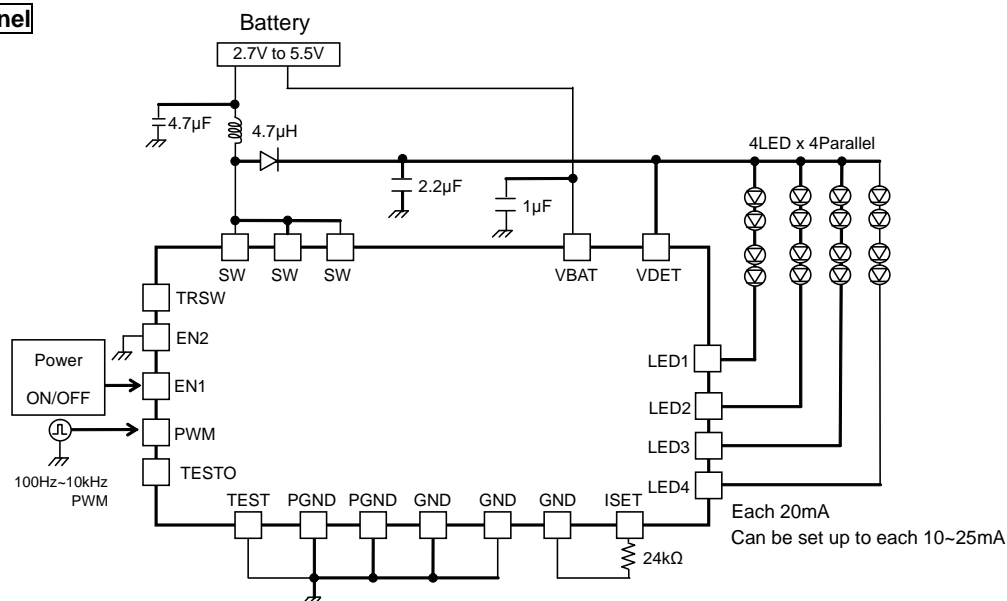 nel
Battery
2.7V to 5.5V
4.7µF
4.7µH
4LED x 4Parallel
2.2µF
1µF
SW
SW
SW
VBAT
VDET
TRSW
EN2
Power
ON/OFF
EN1
PWM
100Hz~10kHz
PWM
TESTO
LED1
LED2
LED3
LED4
TEST
PGND
PGND
GND
GND
GND
ISET
24kΩ
Each 20mA
Can be set up to each 10~25mA